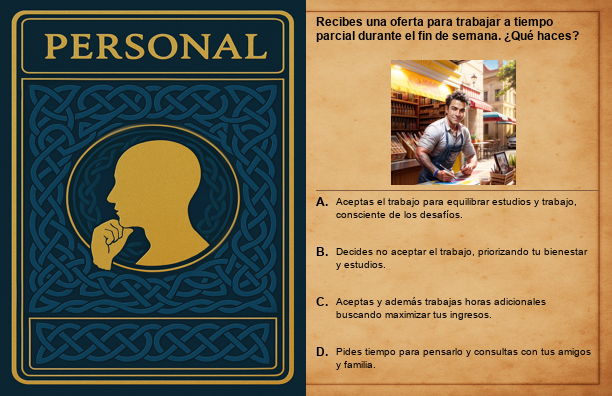 PERSONAL
Recibes una oferta para trabajar a tiempo
parcial durante el fin de semana. ¿Qué haces?
A. Aceptas el trabajo para equilibrar estudios y trabajo,
consciente de los desafíos.
B. Decides no aceptar el trabajo, priorizando tu bienestar
y estudios.
C. Aceptas y además trabajas horas adicionales
buscando maximizar tus ingresos.
D. Pides tiempo para pensarlo y consultas con tus amigos
y familia.